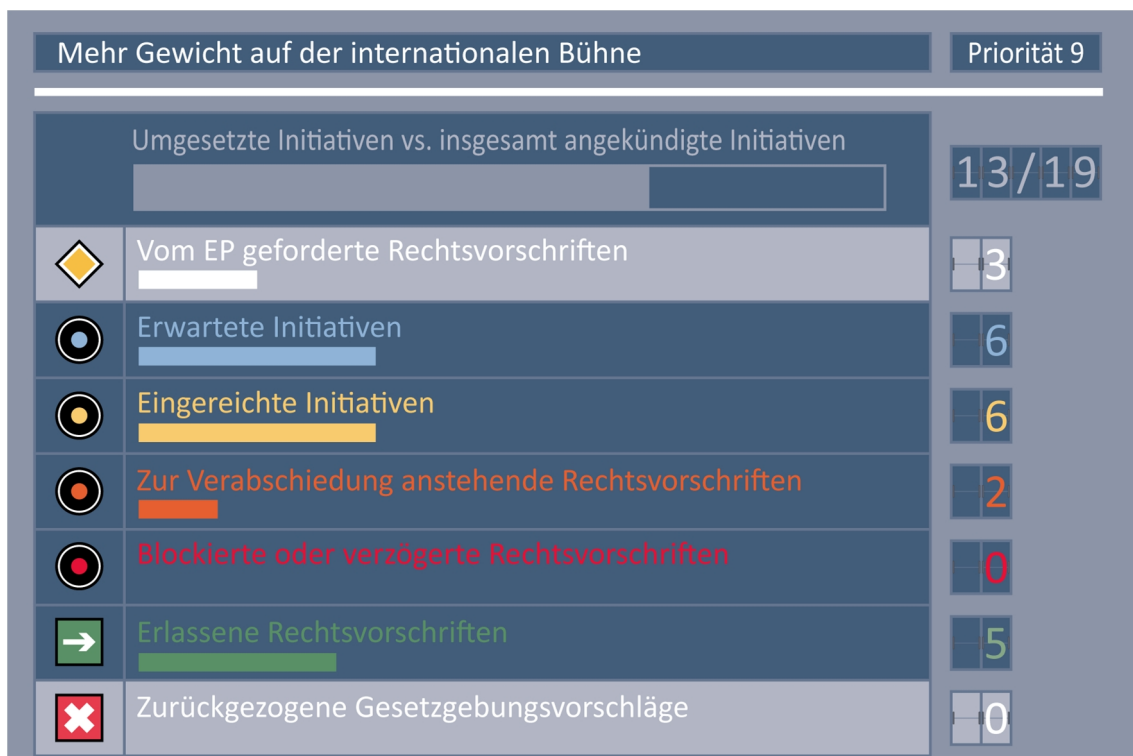 Mehr Gewicht auf der internationalen Bühne
Priorität 9
Umgesetzte Initiativen vs. insgesamt angekündigte Initiativen
13/19
Vom EP geforderte Rechtsvorschriften
3
Erwartete Initiativen
6
Eingereichte Initiativen
6
Zur Verabschiedung anstehende Rechtsvorschriften
2
Blockierte oder verzögerte Rechtsvorschriften
0
Erlassene Rechtsvorschriften
5
Zurückgezogene Gesetzgebungsvorschläge
0